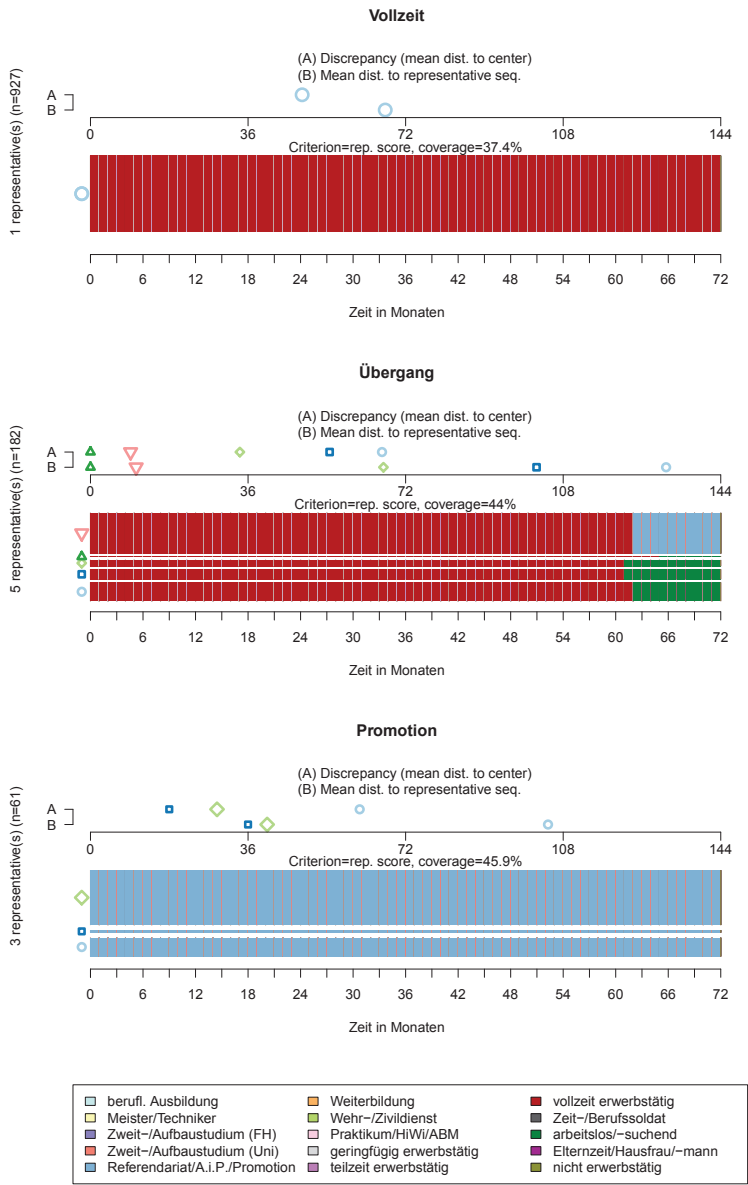 Vollzeit
(A) Discrepancy (mean dist. to center)
(B) Mean dist. to representative seq.
1 representative(s) (n=927)
A
B
0 36 72 108 144
Criterion=rep. score, coverage=37.4%
0 6 12 18 24 30 36 42 48 54 60 66 72
Zeit in Monaten
Übergang
(A) Discrepancy (mean dist. to center)
(B) Mean dist. to representative seq.
5 representative(s) (n=182)
A
B
0 36 72 108 144
Criterion=rep. score, coverage=44%
0 6 12 18 24 30 36 42 48 54 60 66 72
Zeit in Monaten
Promotion
(A) Discrepancy (mean dist. to center)
(B) Mean dist. to representative seq.
3 representative(s) (n=61)
A
B
0 36 72 108 144
Criterion=rep. score, coverage=45.9%
0 6 12 18 24 30 36 42 48 54 60 66 72
Zeit in Monaten
berufl. Ausbildung
Meister/Techniker
Zweit−/Aufbaustudium (FH)
Zweit−/Aufbaustudium (Uni)
Referendariat/A.i.P./Promotion
Weiterbildung
Wehr−/Zivildienst
Praktikum/HiWi/ABM
geringfügig erwerbstätig
teilzeit erwerbstätig
vollzeit erwerbstätig
Zeit−/Berufssoldat
arbeitslos/−suchend
Elternzeit/Hausfrau/−mann
nicht erwerbstätig